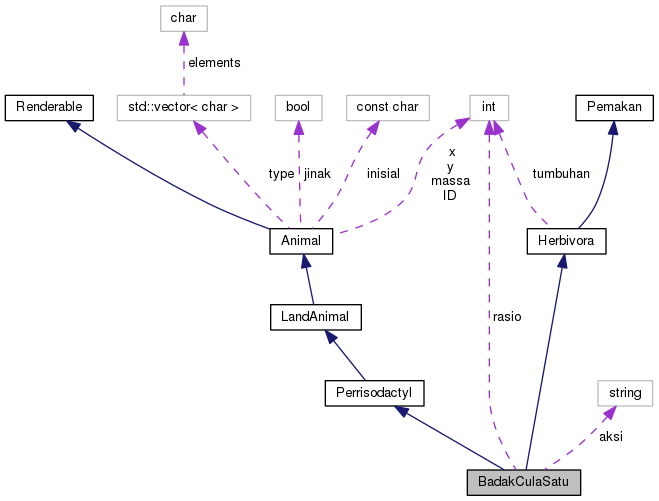 char
elements
Renderable
std::vector< char >
bool
const char
int
Pemakan
type
jinak
inisial
x
y
massa
ID
tumbuhan
Animal
Herbivora
LandAnimal
rasio
Perrisodactyl
string
aksi
BadakCulaSatu